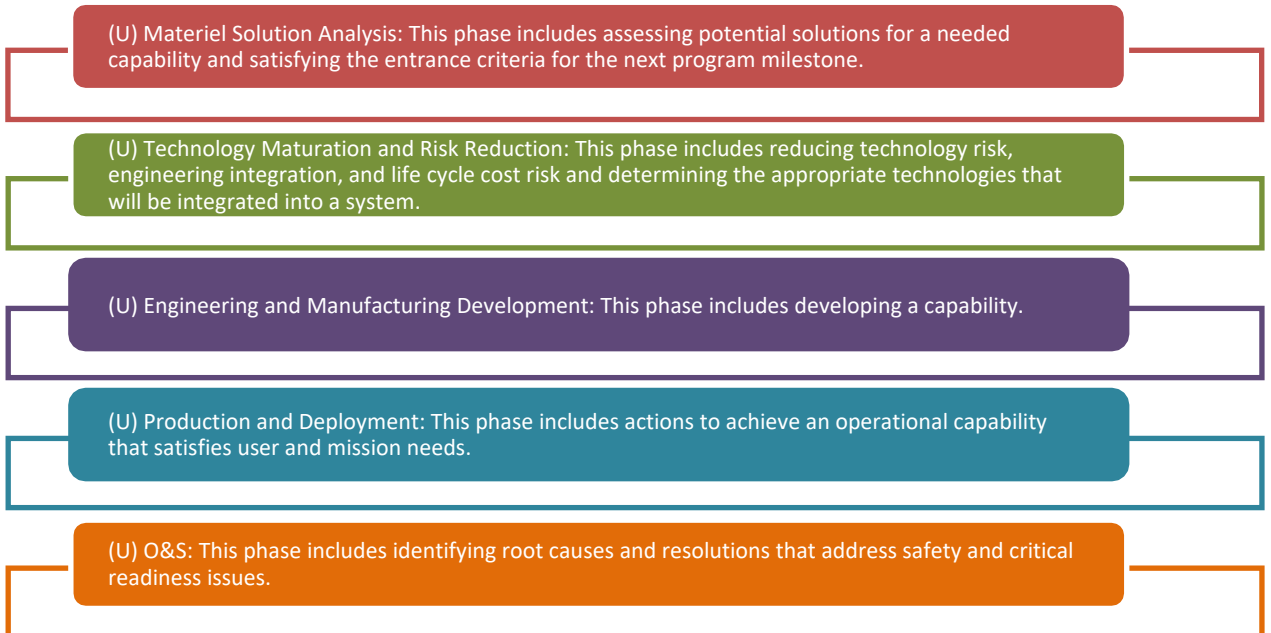 (U) Materiel Solution Analysis: This phase includes assessing potential solutions for a needed
capability and satisfying the entrance criteria for the next program milestone.
(U) Technology Maturation and Risk Reduction: This phase includes reducing technology risk,
engineering integration, and life cycle cost risk and determining the appropriate technologies that
will be integrated into a system.
(U) Engineering and Manufacturing Development: This phase includes developing a capability.
(U) Production and Deployment: This phase includes actions to achieve an operational capability
that satisfies user and mission needs.
(U) O&S: This phase includes identifying root causes and resolutions that address safety and critical
readiness issues.